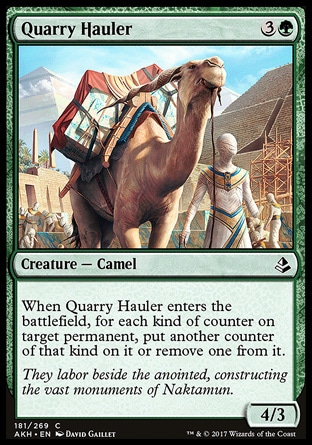 Quarry Hauler 3
Creature — Camel
When Quarry Hauler enters the
battlefield, for each kind of counter on
target permanent, put another counter
of that kind on it or remove one from it.
They labor beside the anointed, constructing
the vast monuments of Naktamun.
4/3
181/269 C
AKH • EN DAVID GAILLET
™ & © 2017 Wizards of the Coast